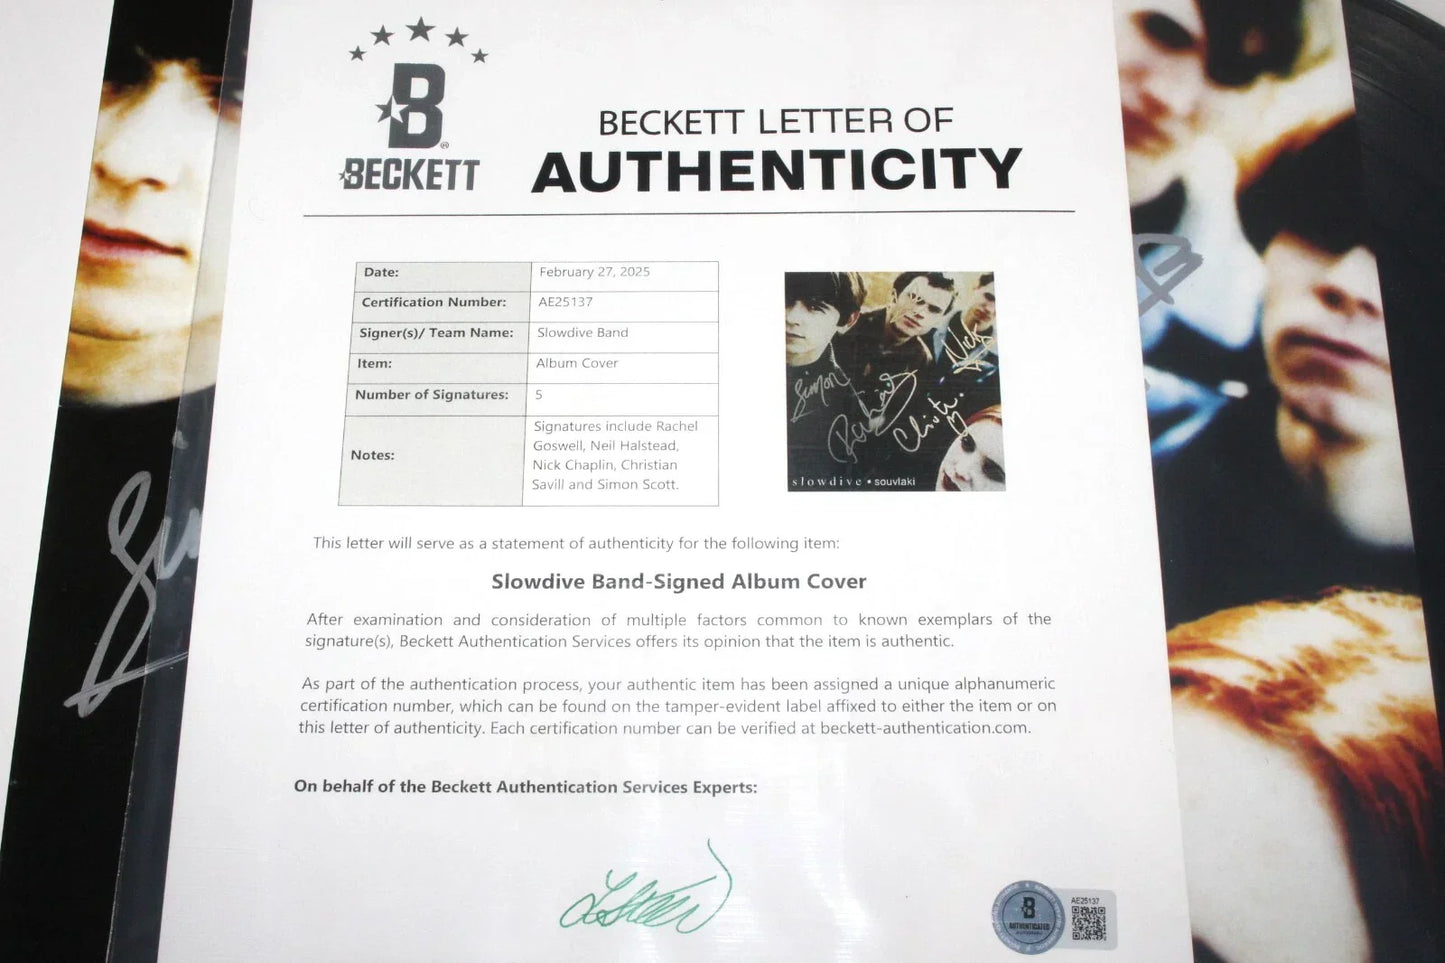 B
BECKETT
BECKETT LETTER OF
AUTHENTICITY
Date: February 27, 2025
Certification Number: AE25137
Signer(s)/ Team Name: Slowdive Band
Item: Album Cover
Number of Signatures: 5
Notes: Signatures include Rachel
Goswell, Neil Halstead,
Nick Chaplin, Christian
Savill and Simon Scott.
Simon
Nick
slowdive • souvlaki
This letter will serve as a statement of authenticity for the following item:
Slowdive Band-Signed Album Cover
After examination and consideration of multiple factors common to known exemplars of the
signature(s), Beckett Authentication Services offers its opinion that the item is authentic.
As part of the authentication process, your authentic item has been assigned a unique alphanumeric
certification number, which can be found on the tamper-evident label affixed to either the item or on
this letter of authenticity. Each certification number can be verified at beckett-authentication.com.
On behalf of the Beckett Authentication Services Experts:
B
AUTHENTICATED
AE25137